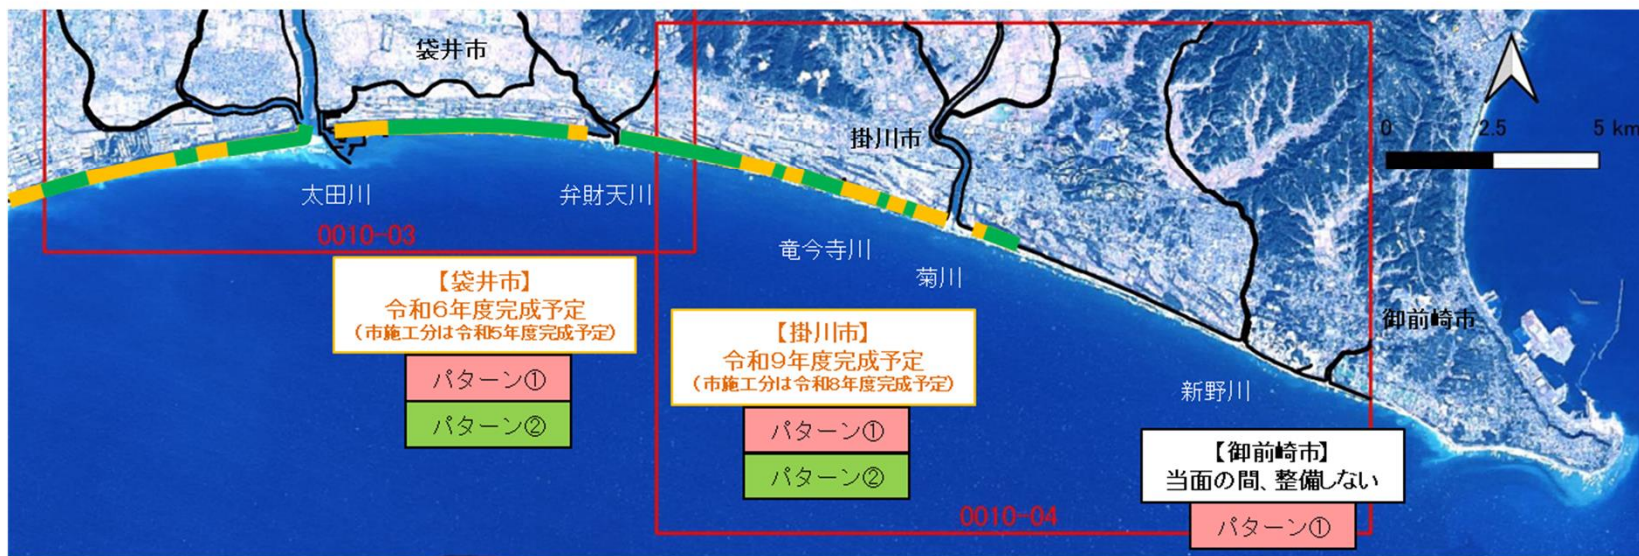 袋井市
掛川市
0
2.5
5 km
太田川
弁財天川
0010-03
竜今寺川
菊川
御前崎市
新野川
【袋井市】
令和6年度完成予定
(市施工分は令和5年度完成予定)
パターン①
パターン②
【掛川市】
令和9年度完成予定
(市施工分は令和8年度完成予定)
パターン①
パターン②
【御前崎市】
当面の間、整備しない
パターン①
0010-04